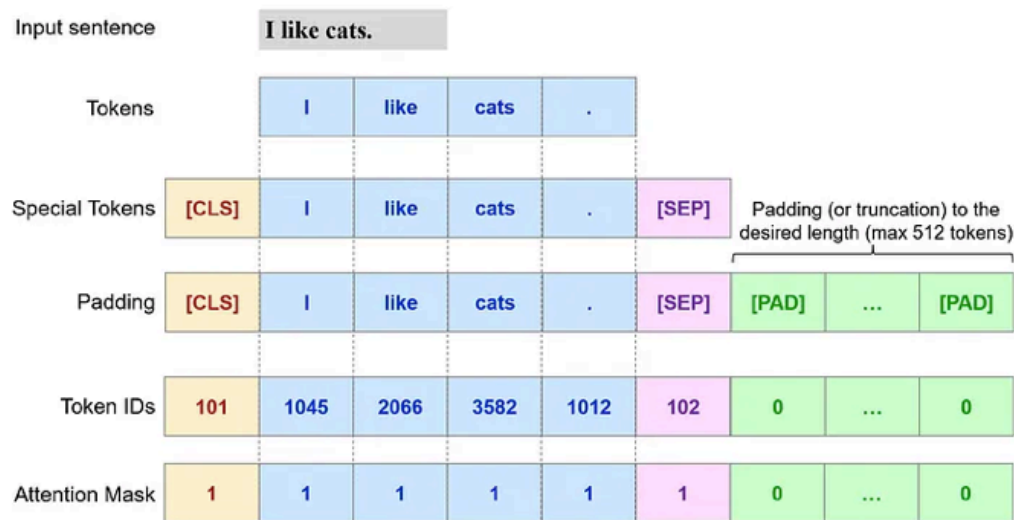 Input sentence I like cats.
Tokens I like cats .
Special Tokens [CLS] I like cats . [SEP]
Padding (or truncation) to the
desired length (max 512 tokens)
Padding [CLS] I like cats . [SEP] [PAD] ... [PAD]
Token IDs 101 1045 2066 3582 1012 102 0 ... 0
Attention Mask 1 1 1 1 1 1 0 ... 0